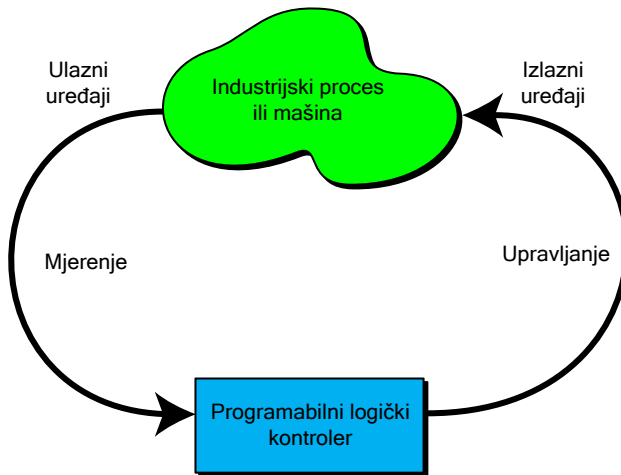 Ulazni
uređaji
Industrijski proces
ili mašina
Izlazni
uređaji
Mjerenje
Upravljanje
Programabilni logički
kontroler